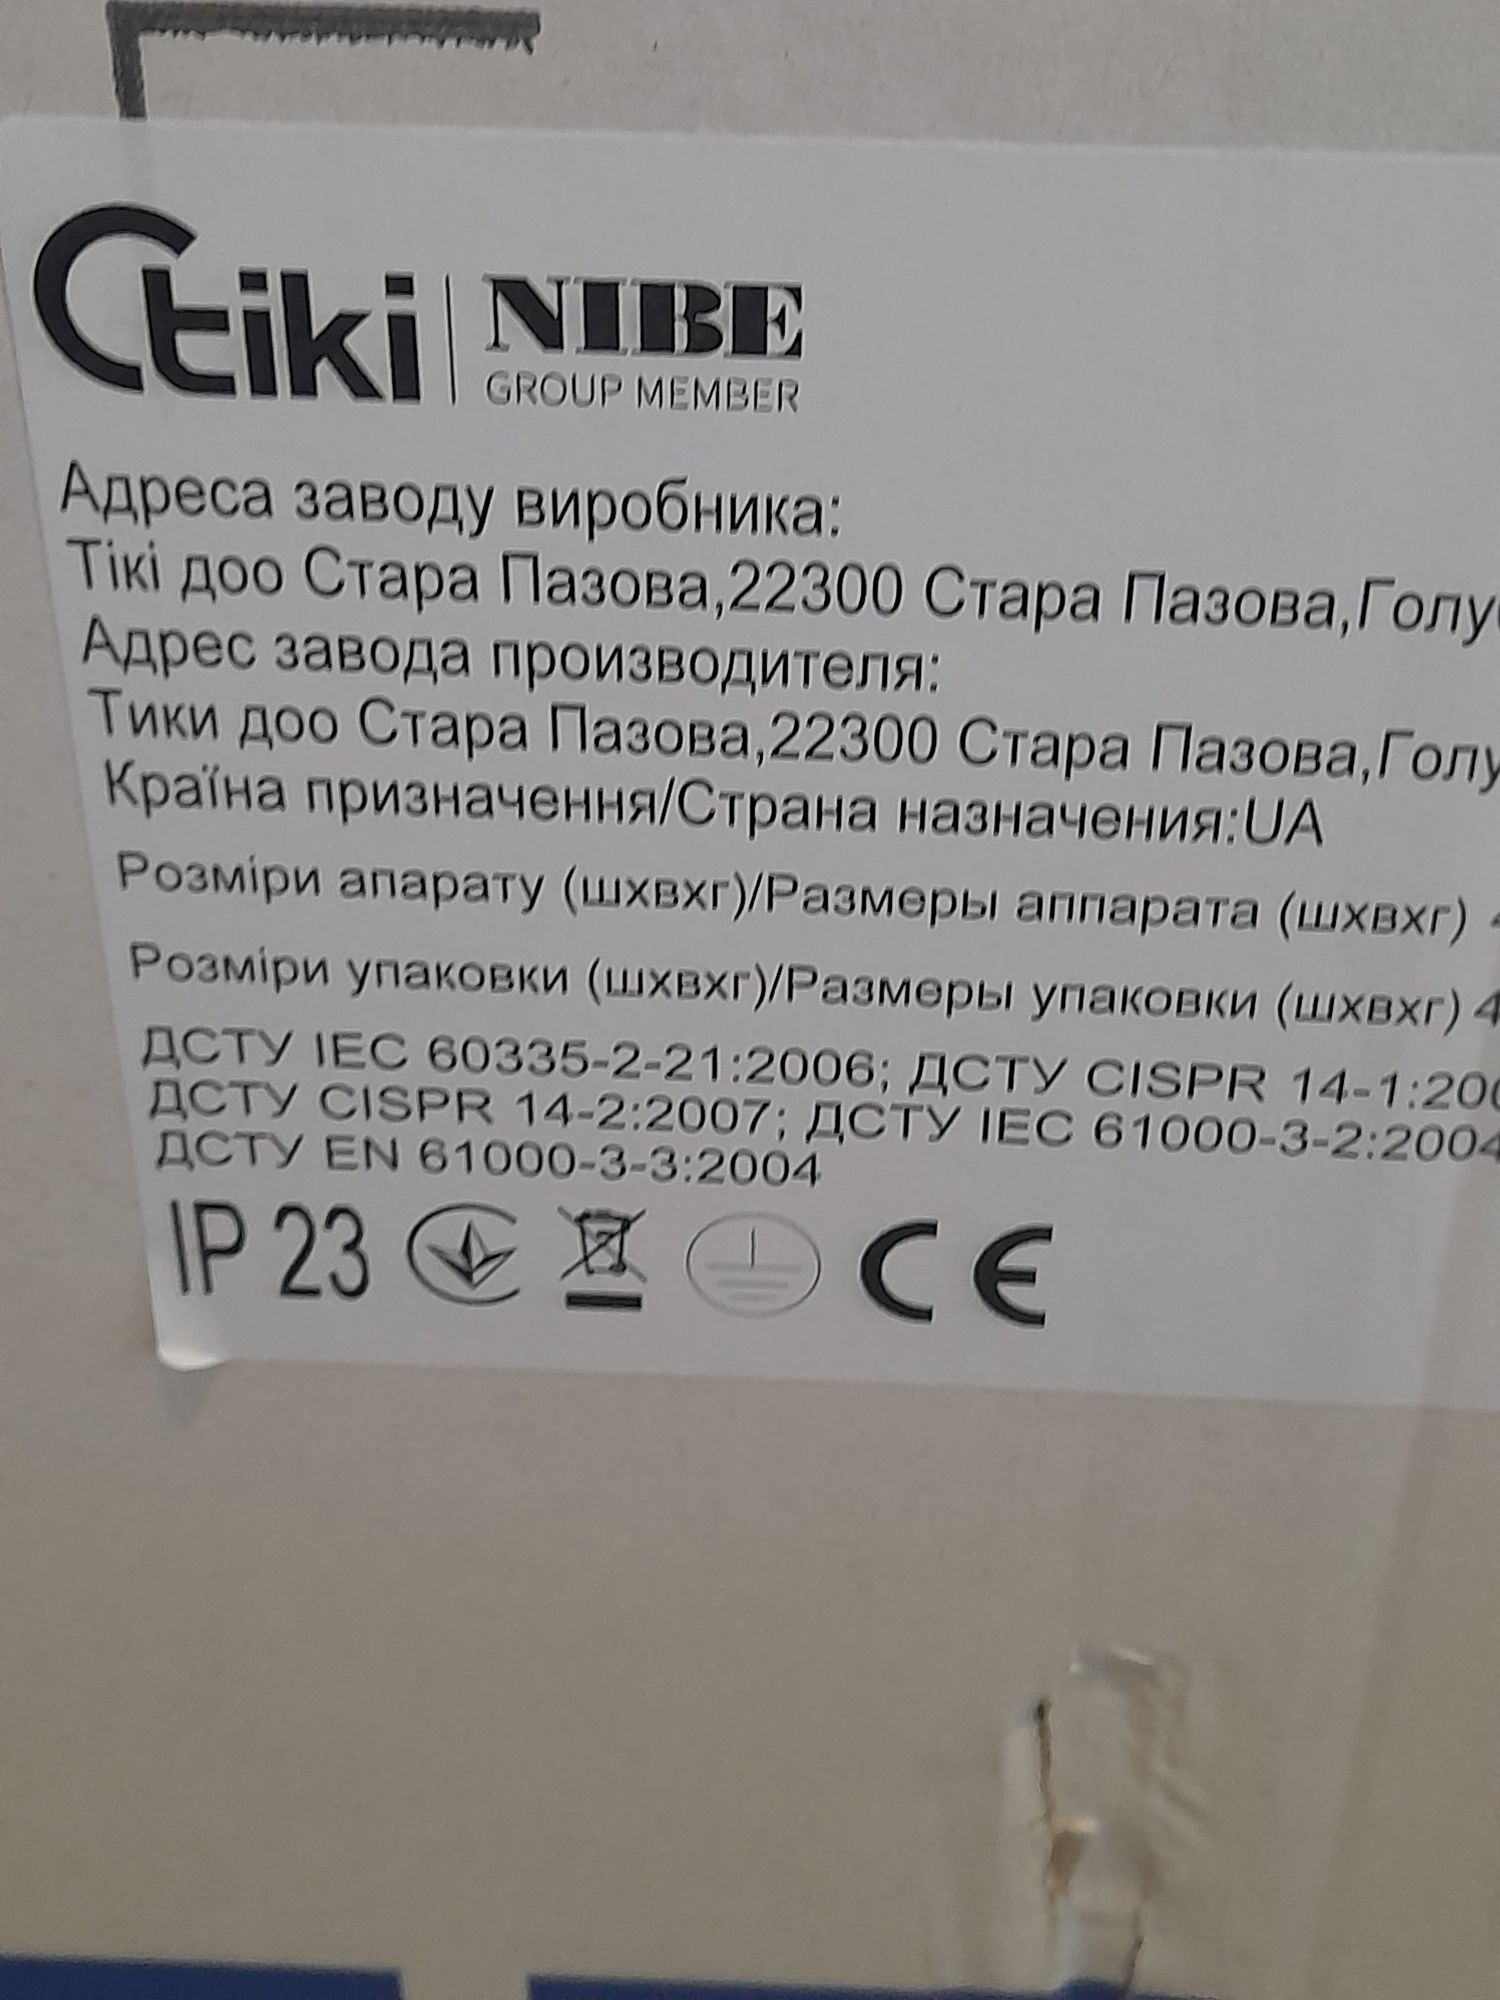 tiki NIBE
GROUP MEMBER
Адреса заводу виробника:
Тікі доо Стара Пазова,22300 Стара Пазова,Голу
Адрес завода производителя:
Тики доо Стара Пазова,22300 Стара Пазова,Голу
Країна призначення/Страна назначения:UA
Розміри апарату (шхвхг)/Размеры аппарата (шхвхг)
Розміри упаковки (шхвхг)/Размеры упаковки (шхвхг) 4
ДСТУ IEC 60335-2-21:2006; ДСТУ CISPR 14-1:200
ДСТУ CISPR 14-2:2007; ДСТУ IEC 61000-3-2:2004
ДСТУ EN 61000-3-3:2004
IP 23 CE